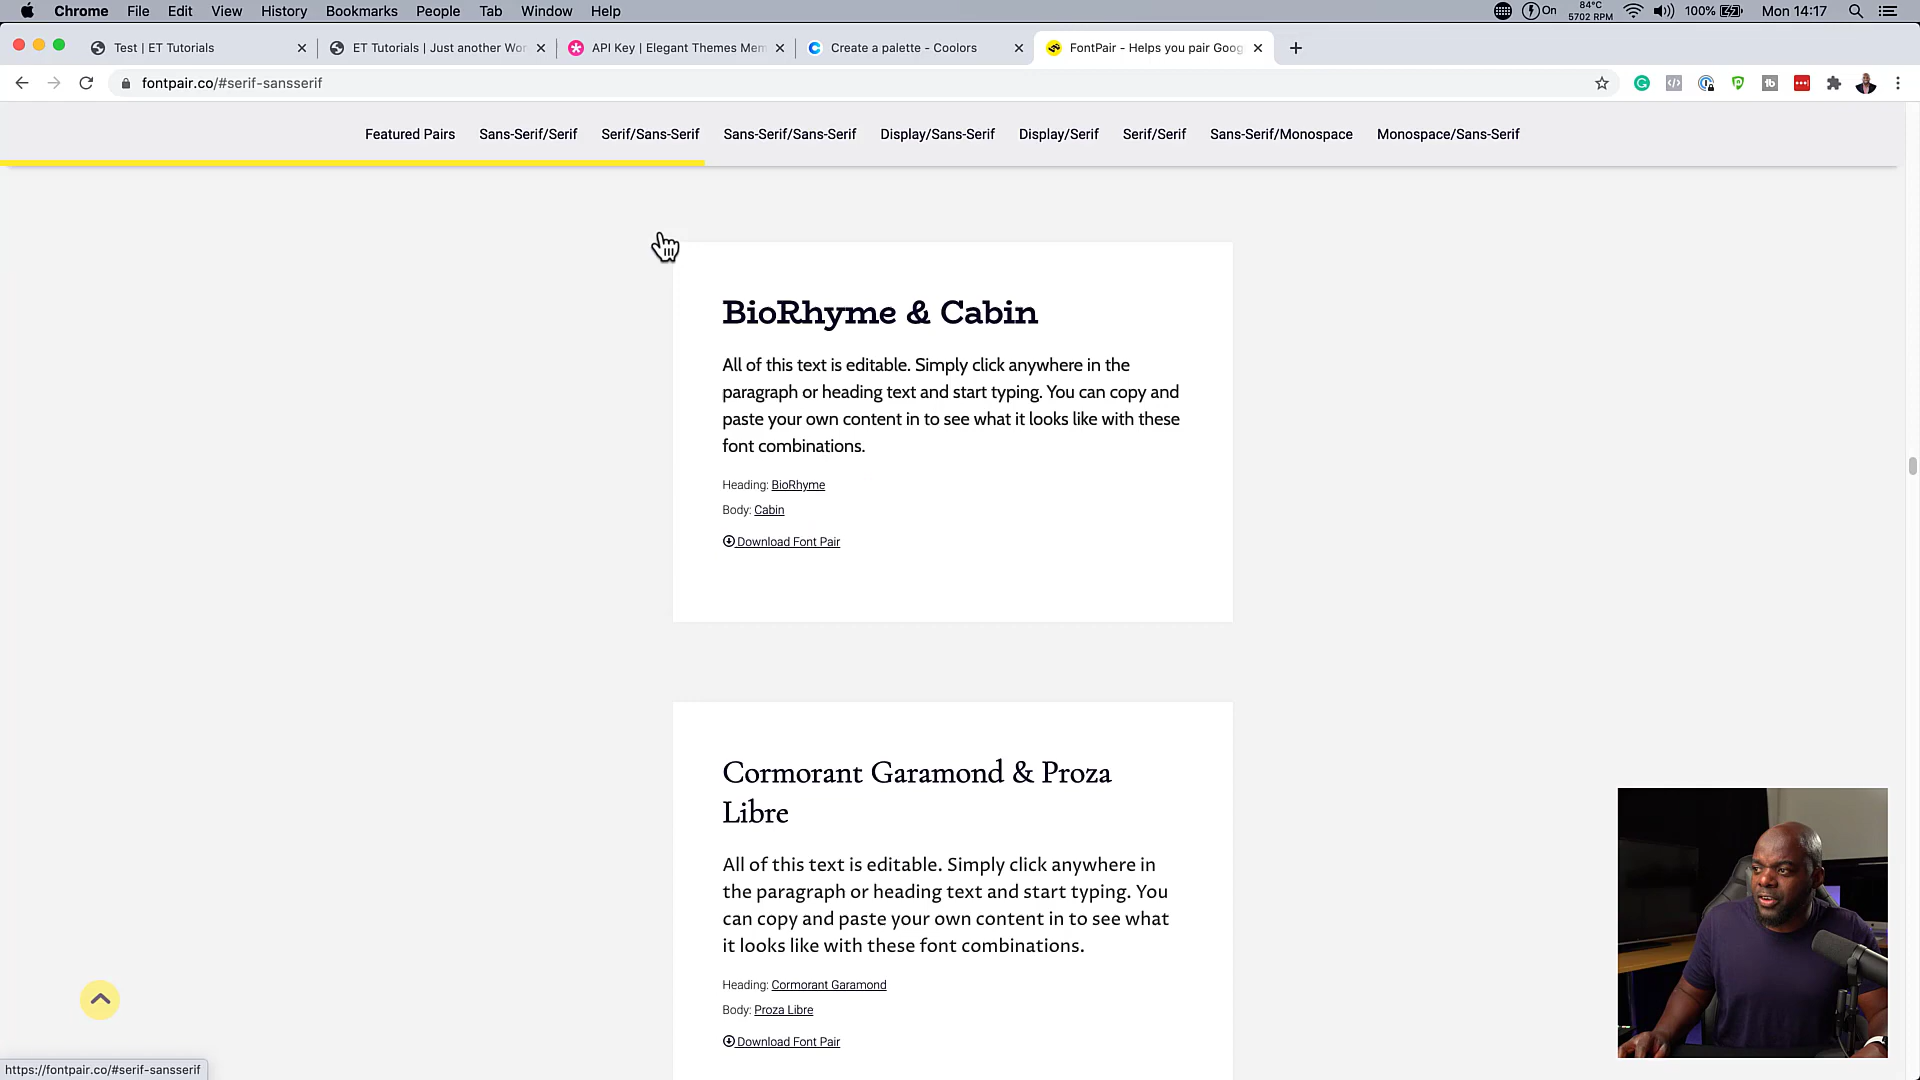 Chrome File Edit View History Bookmarks People Tab Window Help On 84°C 5702 RPM 100% Mon 14:17
Test | ET Tutorials ET Tutorials | Just another Wor API Key | Elegant Themes Mem Create a palette - Coolors FontPair - Helps you pair Goog
fontpair.co/#serif-sansserif
Featured Pairs Sans-Serif/Serif Serif/Sans-Serif Sans-Serif/Sans-Serif Display/Sans-Serif Display/Serif Serif/Serif Sans-Serif/Monospace Monospace/Sans-Serif
BioRhyme & Cabin
All of this text is editable. Simply click anywhere in the
paragraph or heading text and start typing. You can copy and
paste your own content in to see what it looks like with these
font combinations.
Heading: BioRhyme
Body: Cabin
Download Font Pair
Cormorant Garamond & Proza
Libre
All of this text is editable. Simply click anywhere in
the paragraph or heading text and start typing. You
can copy and paste your own content in to see what
it looks like with these font combinations.
Heading: Cormorant Garamond
Body: Proza Libre
Download Font Pair
https://fontpair.co/#serif-sansserif